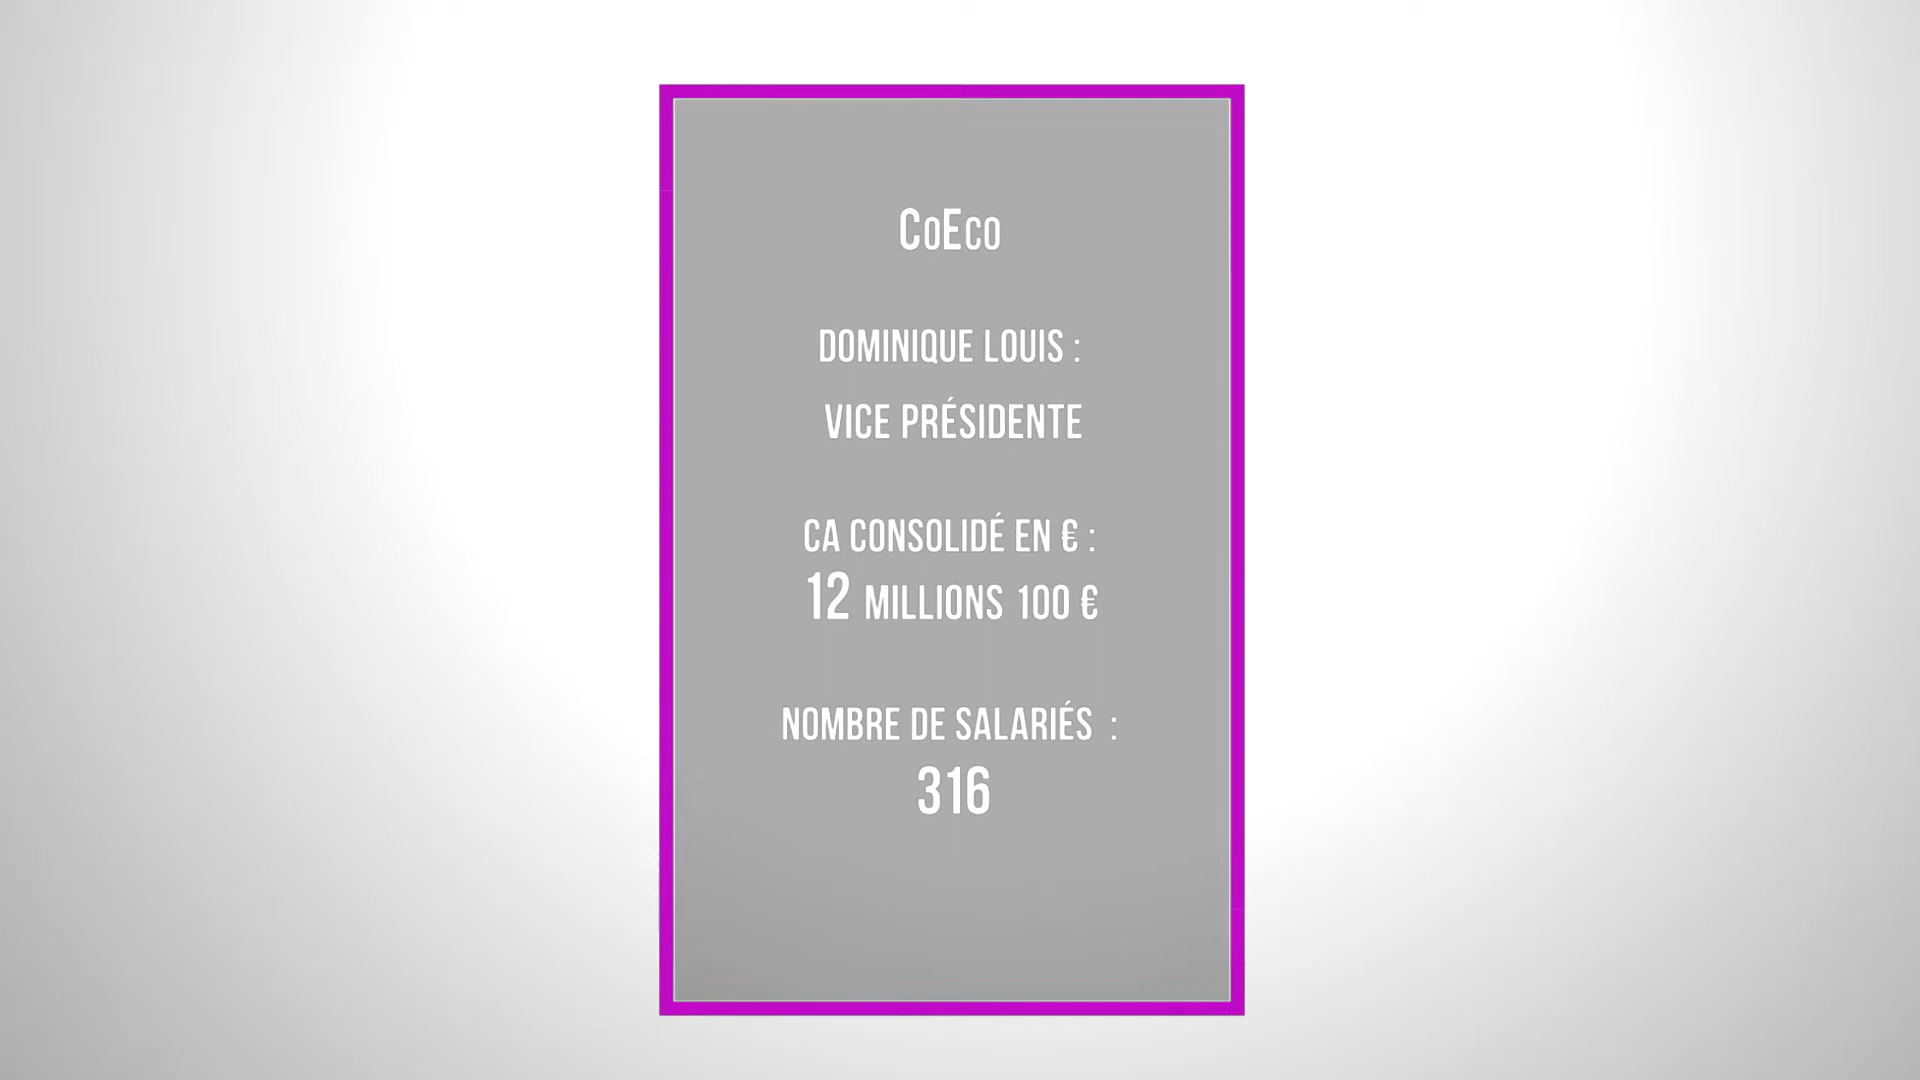 CoEco
DOMINIQUE LOUIS :
VICE PRÉSIDENTE
CA CONSOLIDÉ EN € :
12 MILLIONS 100 €
NOMBRE DE SALARIÉS :
316